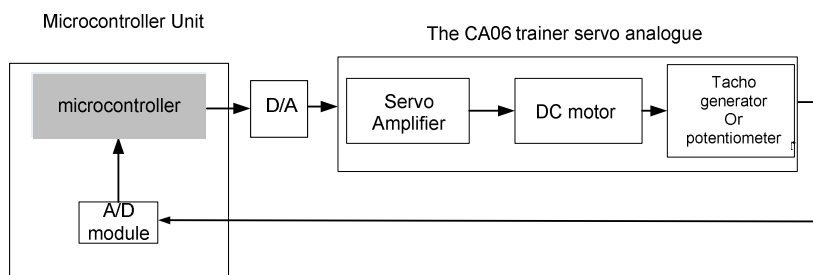 Microcontroller Unit
The CA06 trainer servo analogue
microcontroller
D/A
Servo
Amplifier
DC motor
Tacho
generator
Or
potentiometer
A/D
module